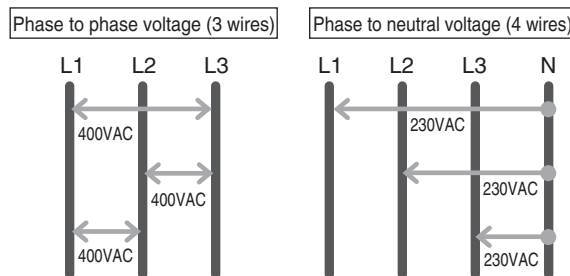 Phase to phase voltage (3 wires)
L1 L2 L3
400VAC
400VAC
400VAC
Phase to neutral voltage (4 wires)
L1 L2 L3 N
230VAC
230VAC
230VAC